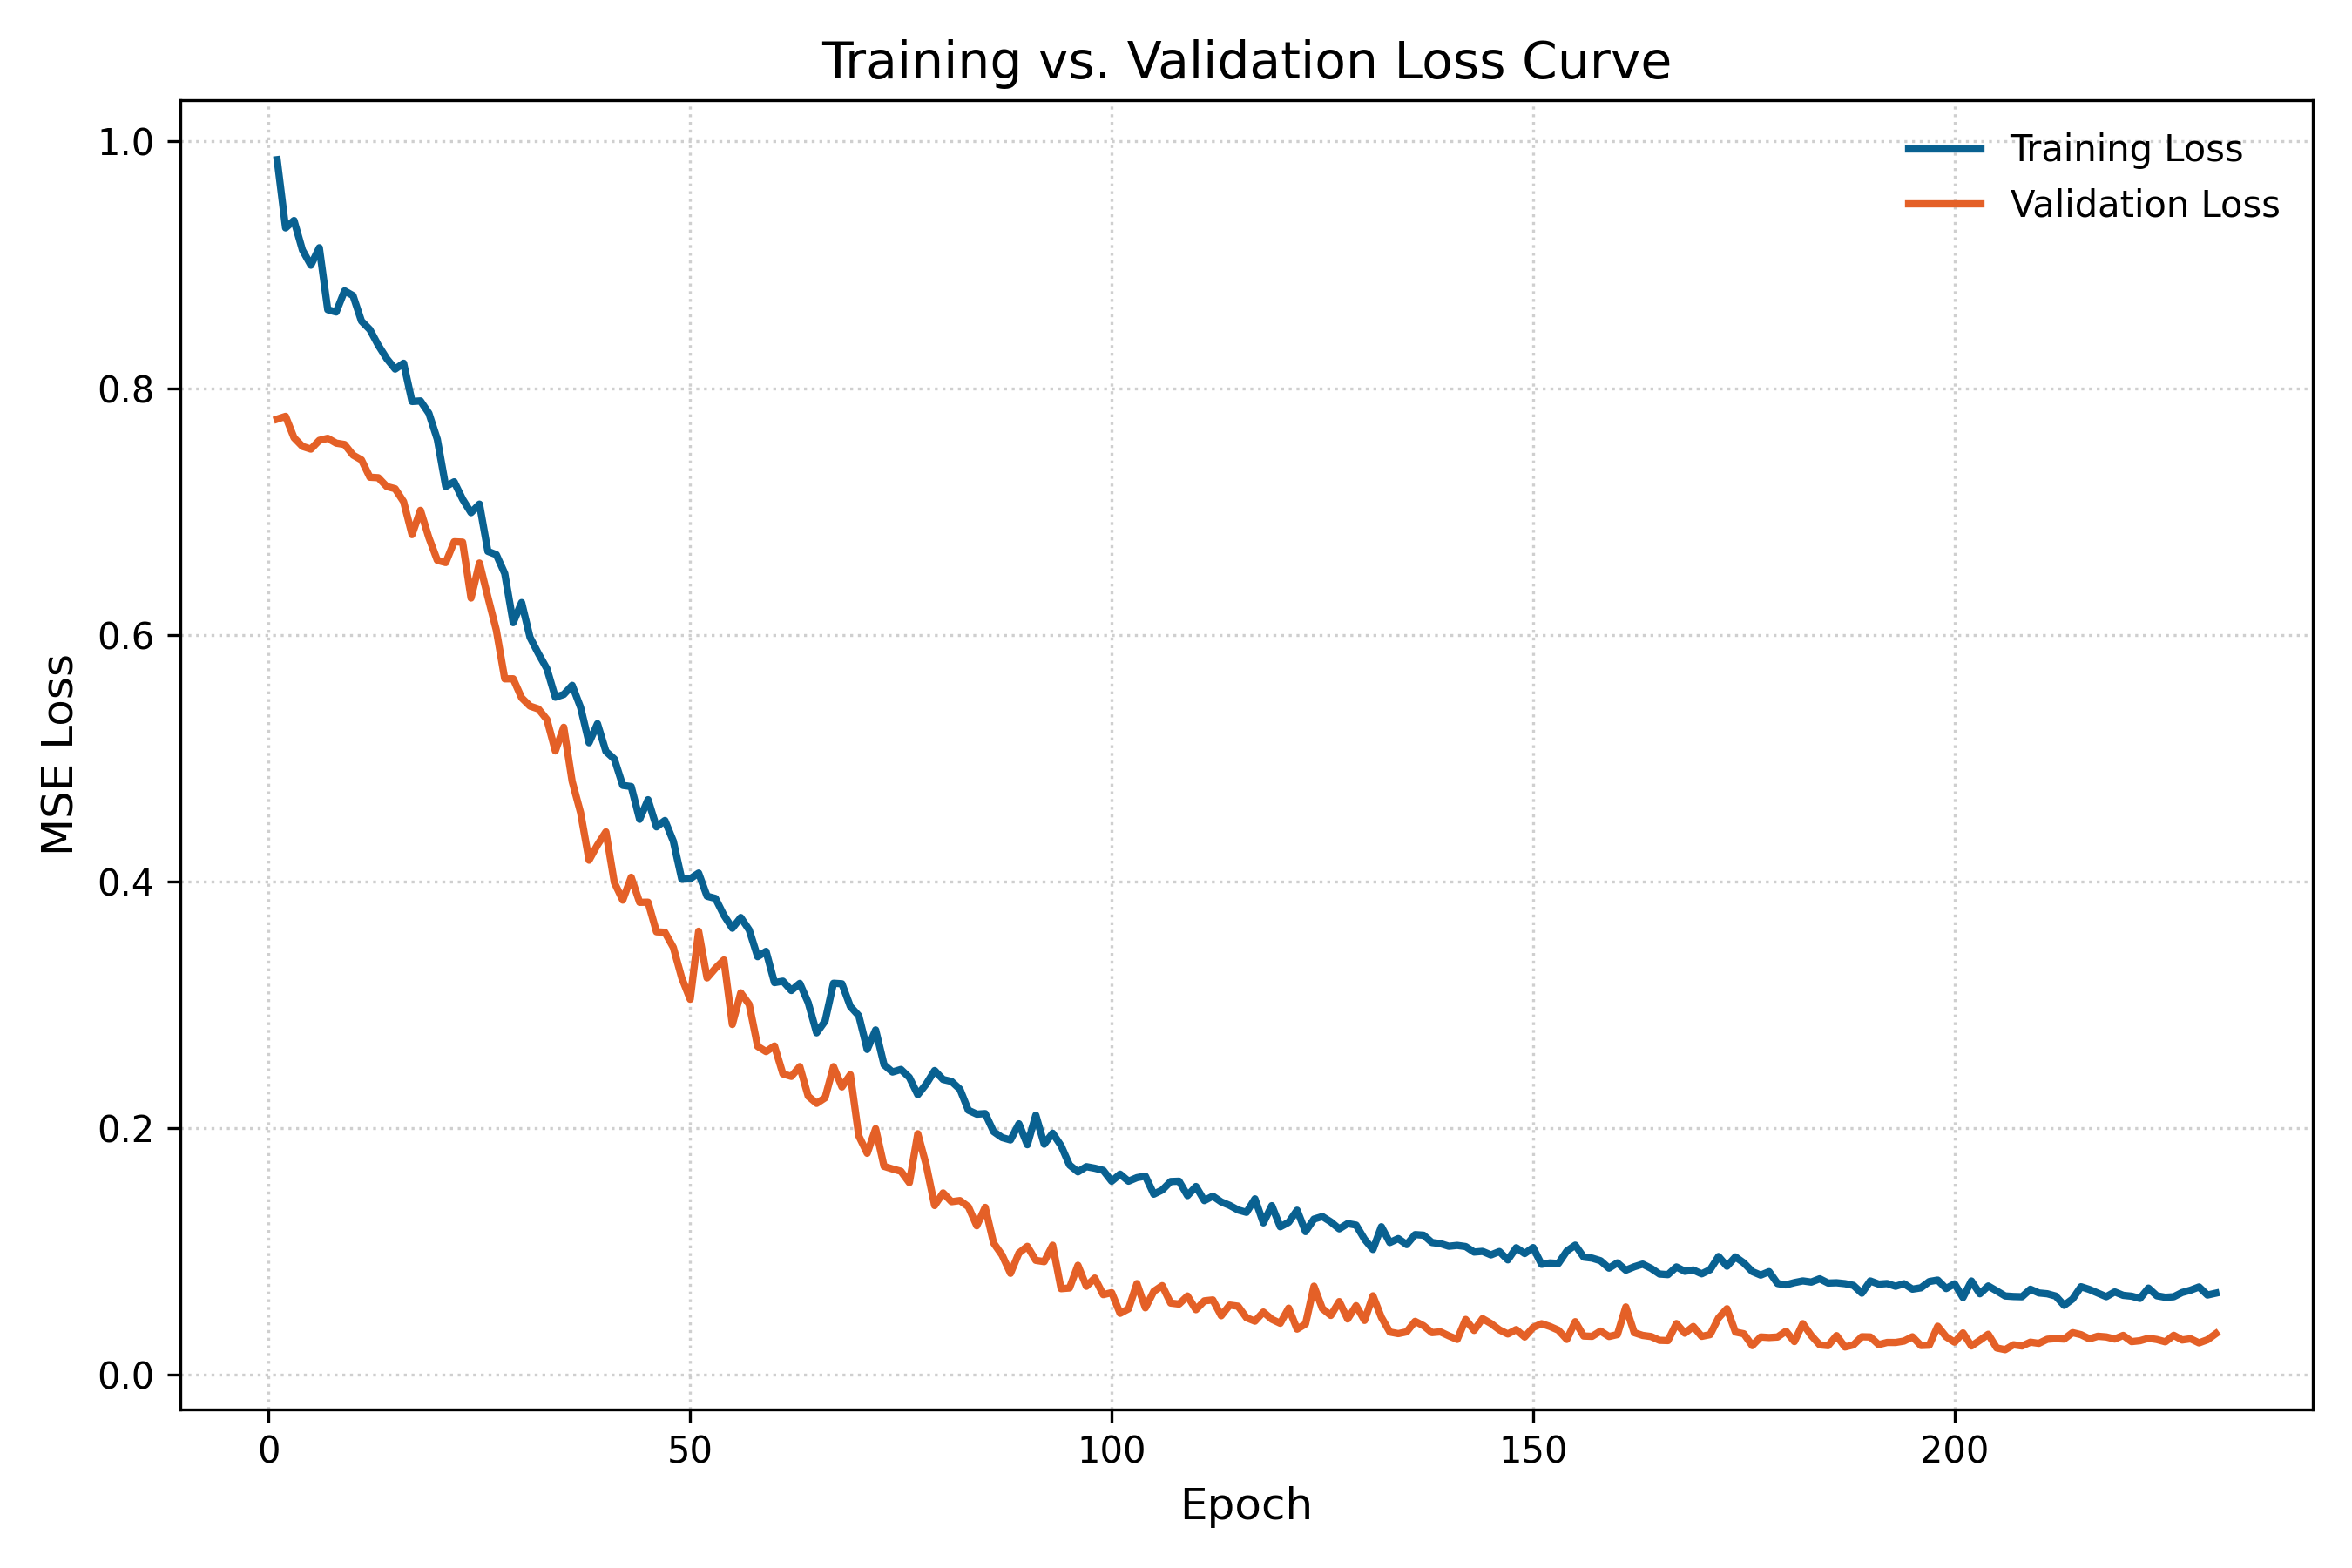 Training vs. Validation Loss Curve
Training Loss
Validation Loss
MSE Loss
1.0
0.8
0.6
0.4
0.2
0.0
0 50 100 150 200
Epoch